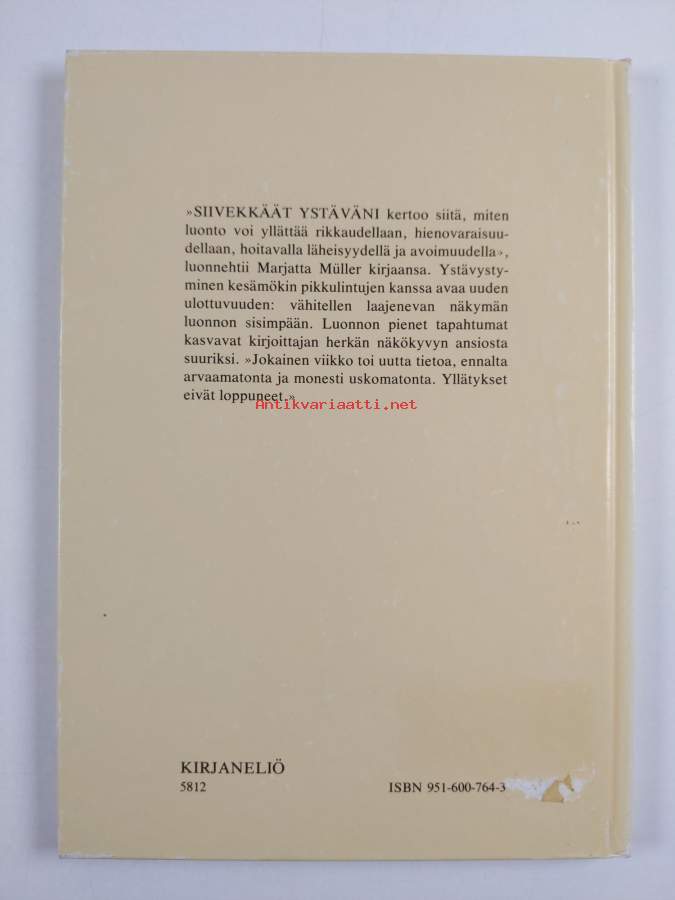 »SIIVEKKÄÄT YSTÄVÄNI kertoo siitä, miten
luonto voi yllättää rikkaudellaan, hienovaraisuu-
dellaan, hoitavalla läheisyydellä ja avoimuudella»,
luonnehtii Marjatta Müller kirjaansa. Ystävysty-
minen kesämökin pikkulintujen kanssa avaa uuden
ulottuvuuden: vähitellen laajenevan näkymän
luonnon sisimpään. Luonnon pienet tapahtumat
kasvavat kirjoittajan herkän näkökyvyn ansiosta
suuriksi. »Jokainen viikko toi uutta tietoa, ennalta
arvaamatonta ja monesti uskomatonta. Yllätykset
eivät loppuneet.»
Antikvariaatti.net
KIRJANELIÖ
5812
ISBN 951-600-764-3